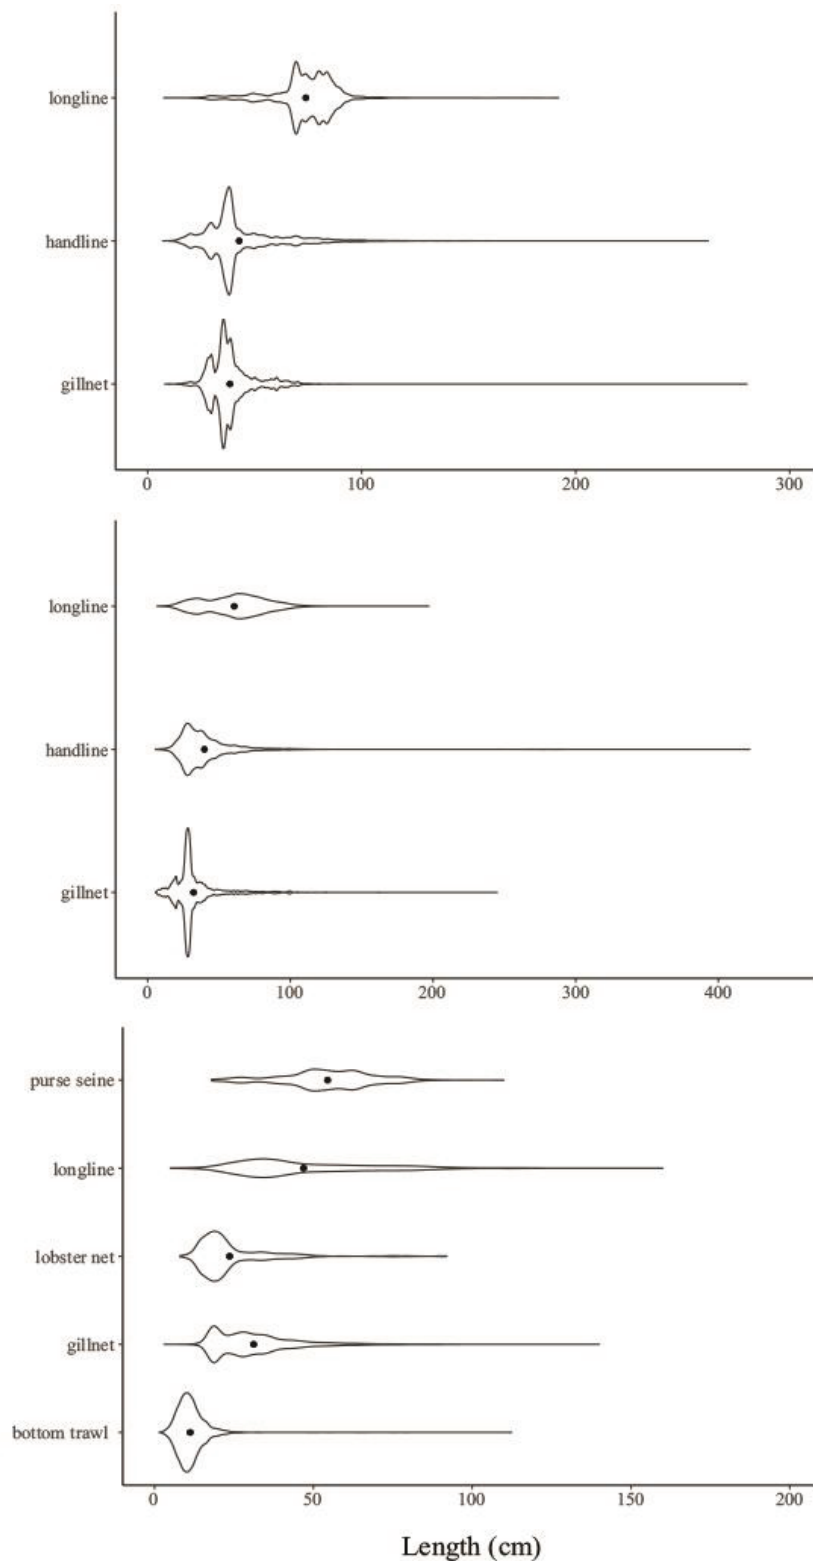 longline
handline
gillnet
0 100 200 300
longline
handline
gillnet
0 100 200 300 400
purse seine
longline
lobster net
gillnet
bottom trawl
0 50 100 150 200
Length (cm)